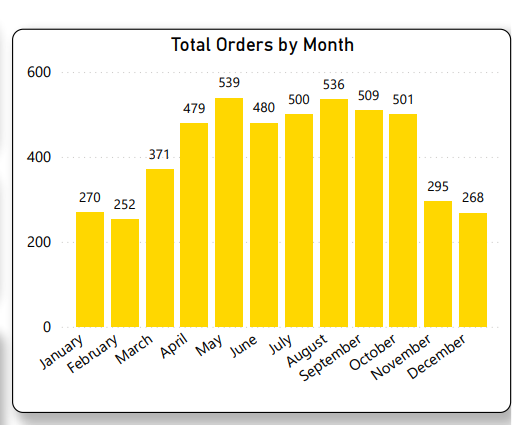 Total Orders by Month
600
400
200
0
270
252
371
479
539
480
500
536
509
501
295
268
January
February
March
April
May
June
July
August
September
October
November
December